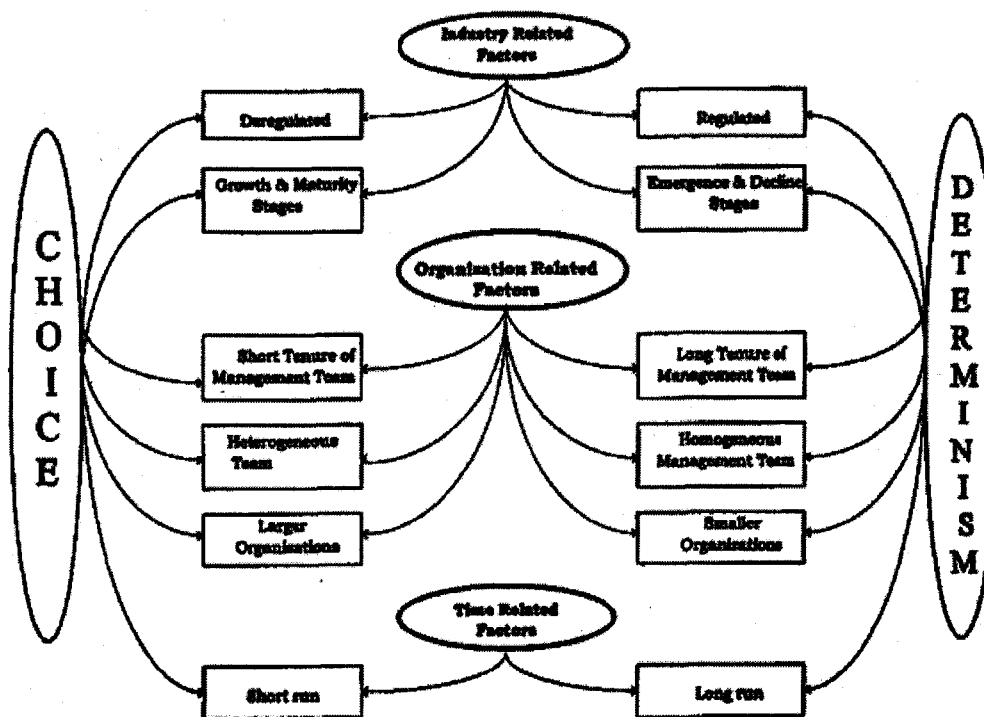 Industry Related
Factors
Deregulated
Regulated
Growth & Maturity
Stages
Emergence & Decline
Stages
CHOICE
DETERMINISM
Organization Related
Factors
Short Tenure of
Management Team
Long Tenure of
Management Team
Heterogeneous
Team
Homogeneous
Management Team
Larger
Organizations
Smaller
Organizations
Time Related
Factors
Short run
Long run